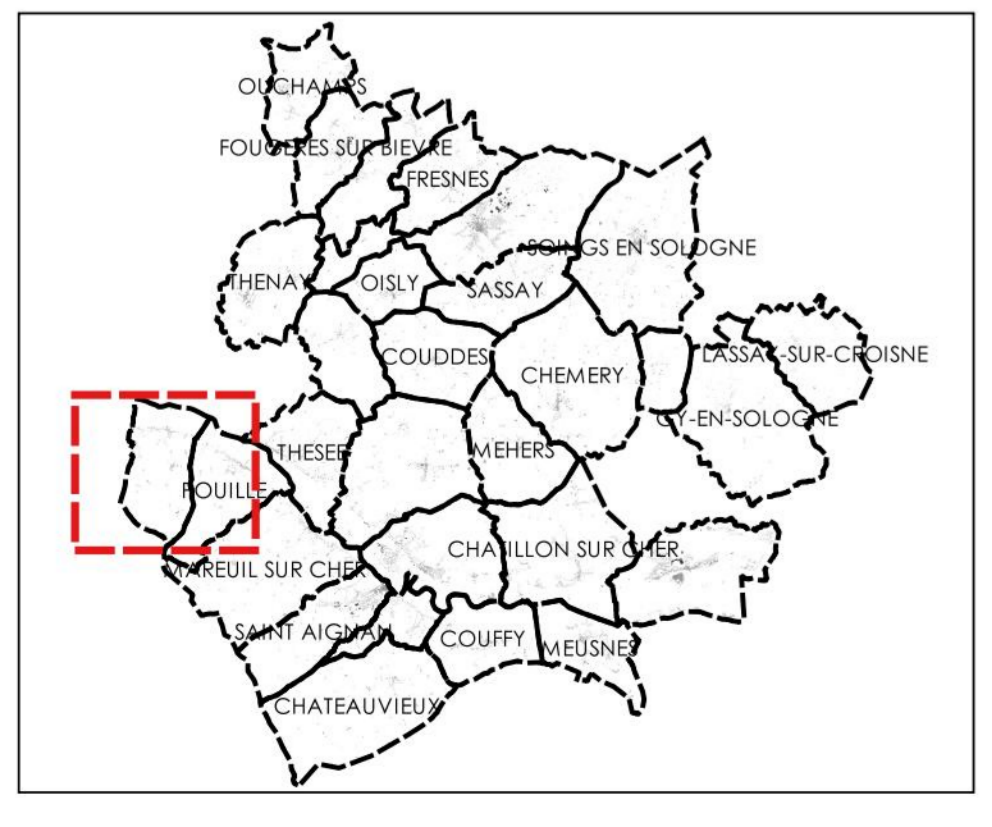 OUCHAMPS
FOUGERES SUR BIEVRE
FRESNES
SOINGS EN SOLOGNE
THENAY
OISLY
SASSAY
LASSAY-SUR-CROISNE
COUDDES
CHEMERY
GY-EN-SOLOGNE
MEHERS
THESEE
POUILLE
CHATILLON SUR CHER
MAREUIL SUR CHER
SAINT AIGNAN
COUFFY
MEUSNES
CHATEAUVIEUX